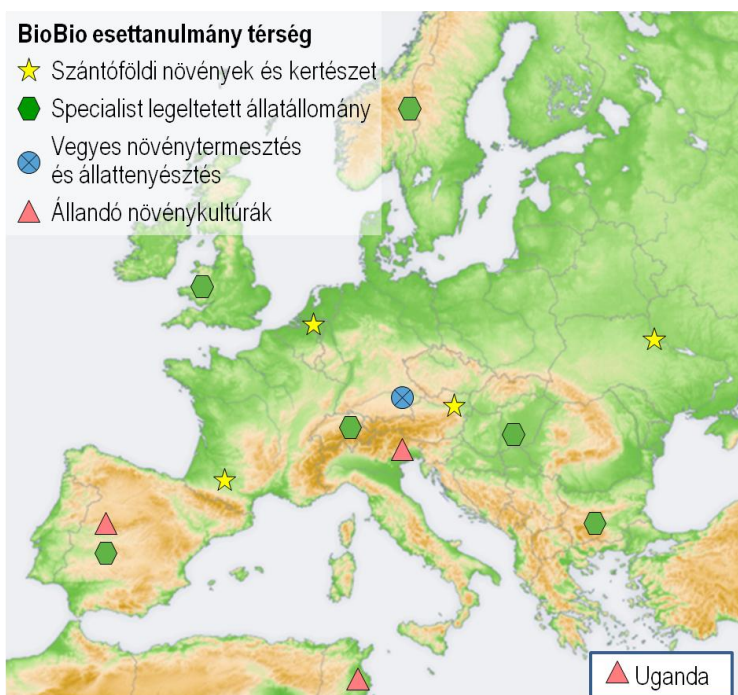 BioBio esettanulmány térség
Szántóföldi növények és kertészet
Specialist legeltetett állatállomány
Vegyes növénytermesztés
és állattenyésztés
Állandó növénykultúrák
Uganda